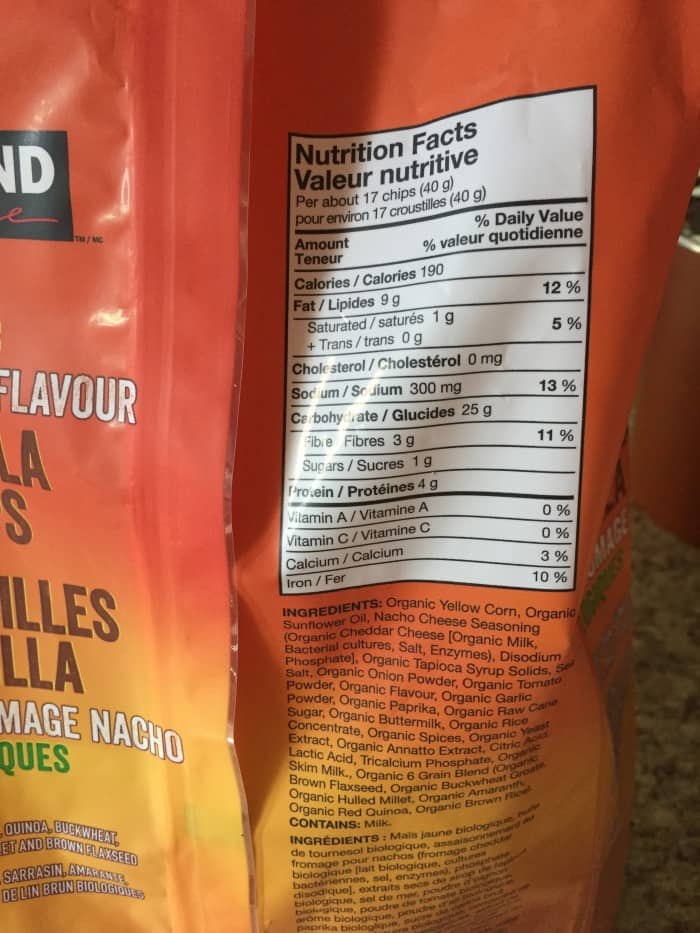 ND
e
TM / MC
FLAVOUR
LA
S
ILLES
LLA
MAGE NACHO
QUES
, QUINOA, BUCKWHEAT,
ET AND BROWN FLAXSEED
SARRASIN, AMARANTE,
DE LIN BRUN BIOLOGIQUES
Nutrition Facts
Valeur nutritive
Per about 17 chips (40 g)
pour environ 17 croustilles (40 g)
% Daily Value
Amount
% valeur quotidienne
Teneur
Calories / Calories 190
Fat / Lipides 9 g 12 %
Saturated / saturés 1 g 5 %
+ Trans / trans 0 g
Cholesterol / Cholestérol 0 mg
Sodium / Sodium 300 mg 13 %
Carbohydrate / Glucides 25 g
Fibre / Fibres 3 g 11 %
Sugars / Sucres 1 g
Protein / Protéines 4 g
Vitamin A / Vitamine A 0 %
Vitamin C / Vitamine C 0 %
Calcium / Calcium 3 %
Iron / Fer 10 %
INGREDIENTS: Organic Yellow Corn, Organic
Sunflower Oil, Nacho Cheese Seasoning
(Organic Cheddar Cheese [Organic Milk,
Bacterial cultures, Salt, Enzymes), Disodium
Phosphate], Organic Tapioca Syrup Solids, Sea
Salt, Organic Onion Powder, Organic Tomato
Powder, Organic Flavour, Organic Garlic
Powder, Organic Paprika, Organic Raw Cane
Sugar, Organic Buttermilk, Organic Rice
Concentrate, Organic Spices, Organic Yeast
Extract, Organic Annatto Extract, Citric Acid,
Lactic Acid, Tricalcium Phosphate, Organic
Skim Milk., Organic 6 Grain Blend (Organic
Brown Flaxseed, Organic Buckwheat Groats,
Organic Hulled Millet, Organic Amaranth,
Organic Red Quinoa, Organic Brown Rice)
CONTAINS: Milk.
INGRÉDIENTS : Maïs jaune biologique, huile
de tournesol biologique, assaisonnement au
fromage pour nachos (fromage cheddar
biologique [lait biologique, cultures
bactériennes, sel, enzymes), phosphate
disodique], extraits secs de sirop de
biologique, sel de mer, poudre d'oignon
biologique, poudre de tomate
arôme biologique, poudre
paprika biologique, sucre
MAGE